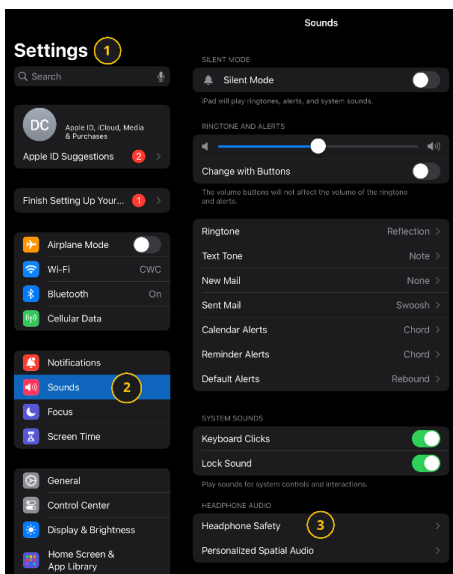 Sounds
Settings 1
Search
DC
Apple ID, iCloud, Media
& Purchases
Apple ID Suggestions 2
Finish Setting Up Your... 1
Airplane Mode
Wi-Fi CWC
Bluetooth On
Cellular Data
Notifications
Sounds 2
Focus
Screen Time
General
Control Center
Display & Brightness
Home Screen &
App Library
SILENT MODE
Silent Mode
iPad will play ringtones, alerts, and system sounds.
RINGTONE AND ALERTS
Change with Buttons
The volume buttons will not affect the volume of the ringtone
and alerts.
Ringtone Reflection
Text Tone Note
New Mail None
Sent Mail Swoosh
Calendar Alerts Chord
Reminder Alerts Chord
Default Alerts Rebound
SYSTEM SOUNDS
Keyboard Clicks
Lock Sound
Play sounds for system controls and interactions.
HEADPHONE AUDIO
Headphone Safety 3
Personalized Spatial Audio